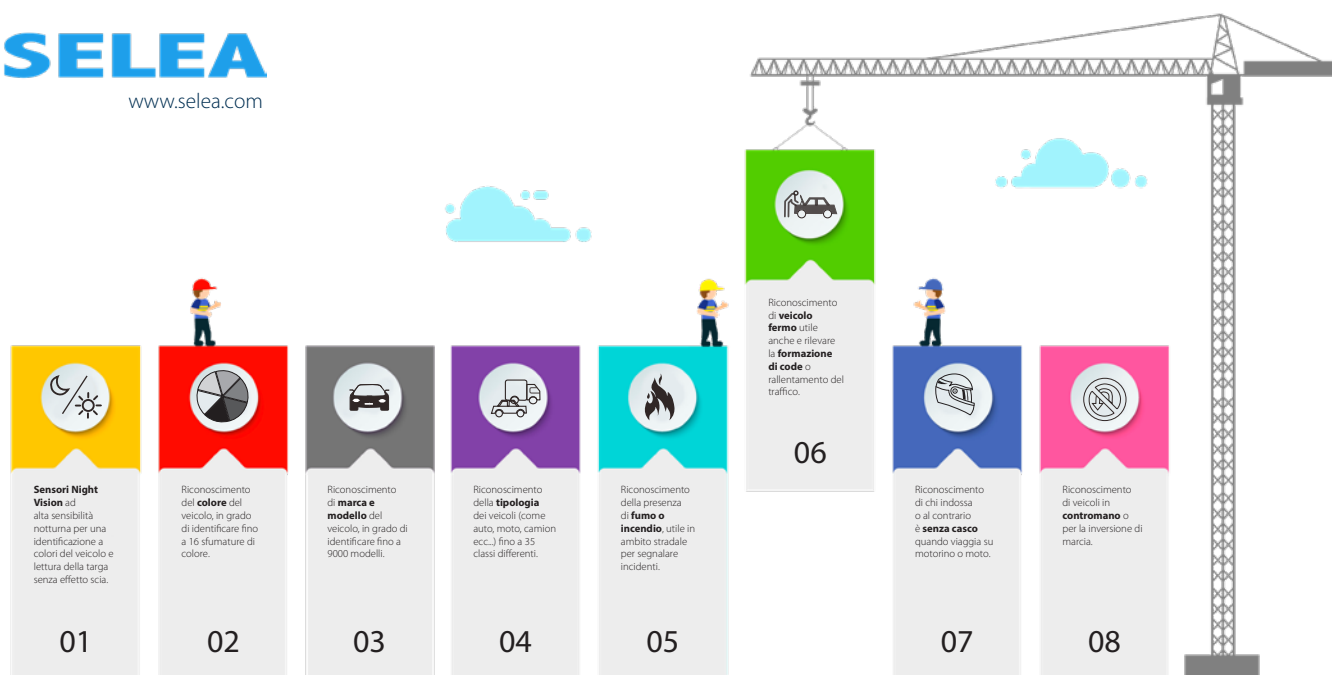 SELEA
www.selea.com
Sensori Night
Vision ad
alta sensibilità
notturna per una
identificazione a
colori del veicolo e
lettura della targa
senza effetto scia.
01
Riconoscimento
del colore del
veicolo, in grado
di identificare fino
a 16 sfumature di
colore.
02
Riconoscimento
di marca e
modello del
veicolo, in grado di
identificare fino a
9000 modelli.
03
Riconoscimento
della tipologia
dei veicoli (come
auto, moto, camion
ecc...) fino a 35
classi differenti.
04
Riconoscimento
della presenza
di fumo o
incendio, utile in
ambito stradale
per segnalare
incidenti.
05
Riconoscimento
di veicolo
fermo utile
anche e rilevare
la formazione
di code o
rallentamento del
traffico.
06
Riconoscimento
di chi indossa
o al contrario
è senza casco
quando viaggia su
motorino o moto.
07
Riconoscimento
di veicoli in
contromano o
per la inversione di
marcia.
08